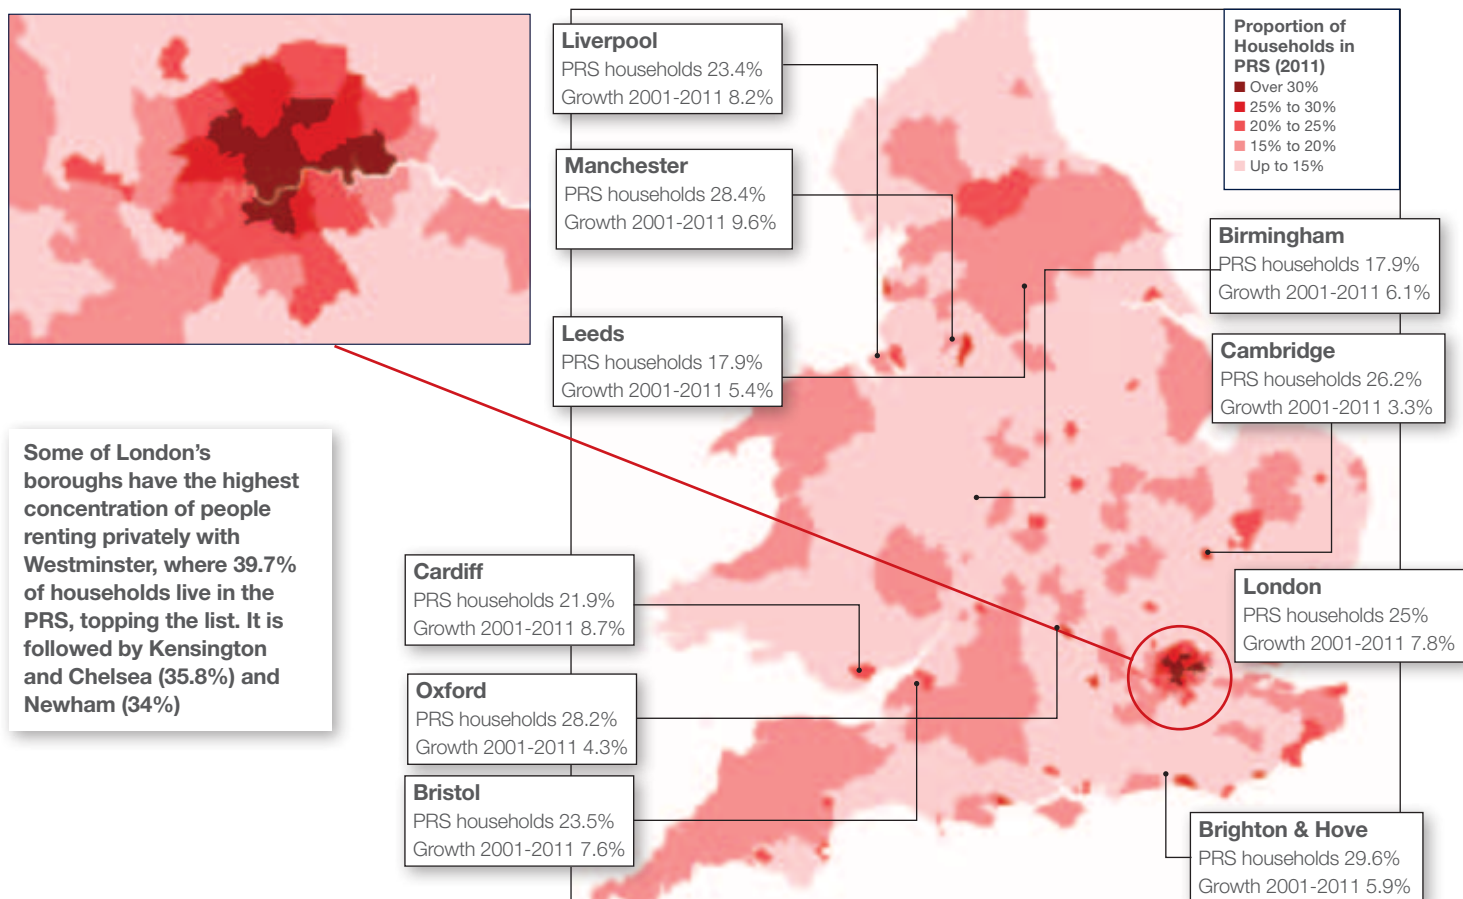 Liverpool
PRS households 23.4%
Growth 2001-2011 8.2%
Manchester
PRS households 28.4%
Growth 2001-2011 9.6%
Leeds
PRS households 17.9%
Growth 2001-2011 5.4%
Proportion of
Households in
PRS (2011)
Over 30%
25% to 30%
20% to 25%
15% to 20%
Up to 15%
Birmingham
PRS households 17.9%
Growth 2001-2011 6.1%
Cambridge
PRS households 26.2%
Growth 2001-2011 3.3%
Some of London's
boroughs have the highest
concentration of people
renting privately with
Westminster, where 39.7%
of households live in the
PRS, topping the list. It is
followed by Kensington
and Chelsea (35.8%) and
Newham (34%)
Cardiff
PRS households 21.9%
Growth 2001-2011 8.7%
Oxford
PRS households 28.2%
Growth 2001-2011 4.3%
Bristol
PRS households 23.5%
Growth 2001-2011 7.6%
London
PRS households 25%
Growth 2001-2011 7.8%
Brighton & Hove
PRS households 29.6%
Growth 2001-2011 5.9%